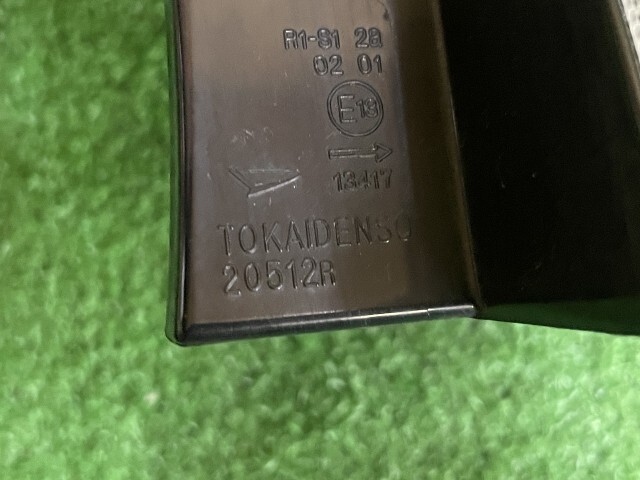 R1-S1 2a
02 01
E13
13417
TOKAIDENSO
20512R